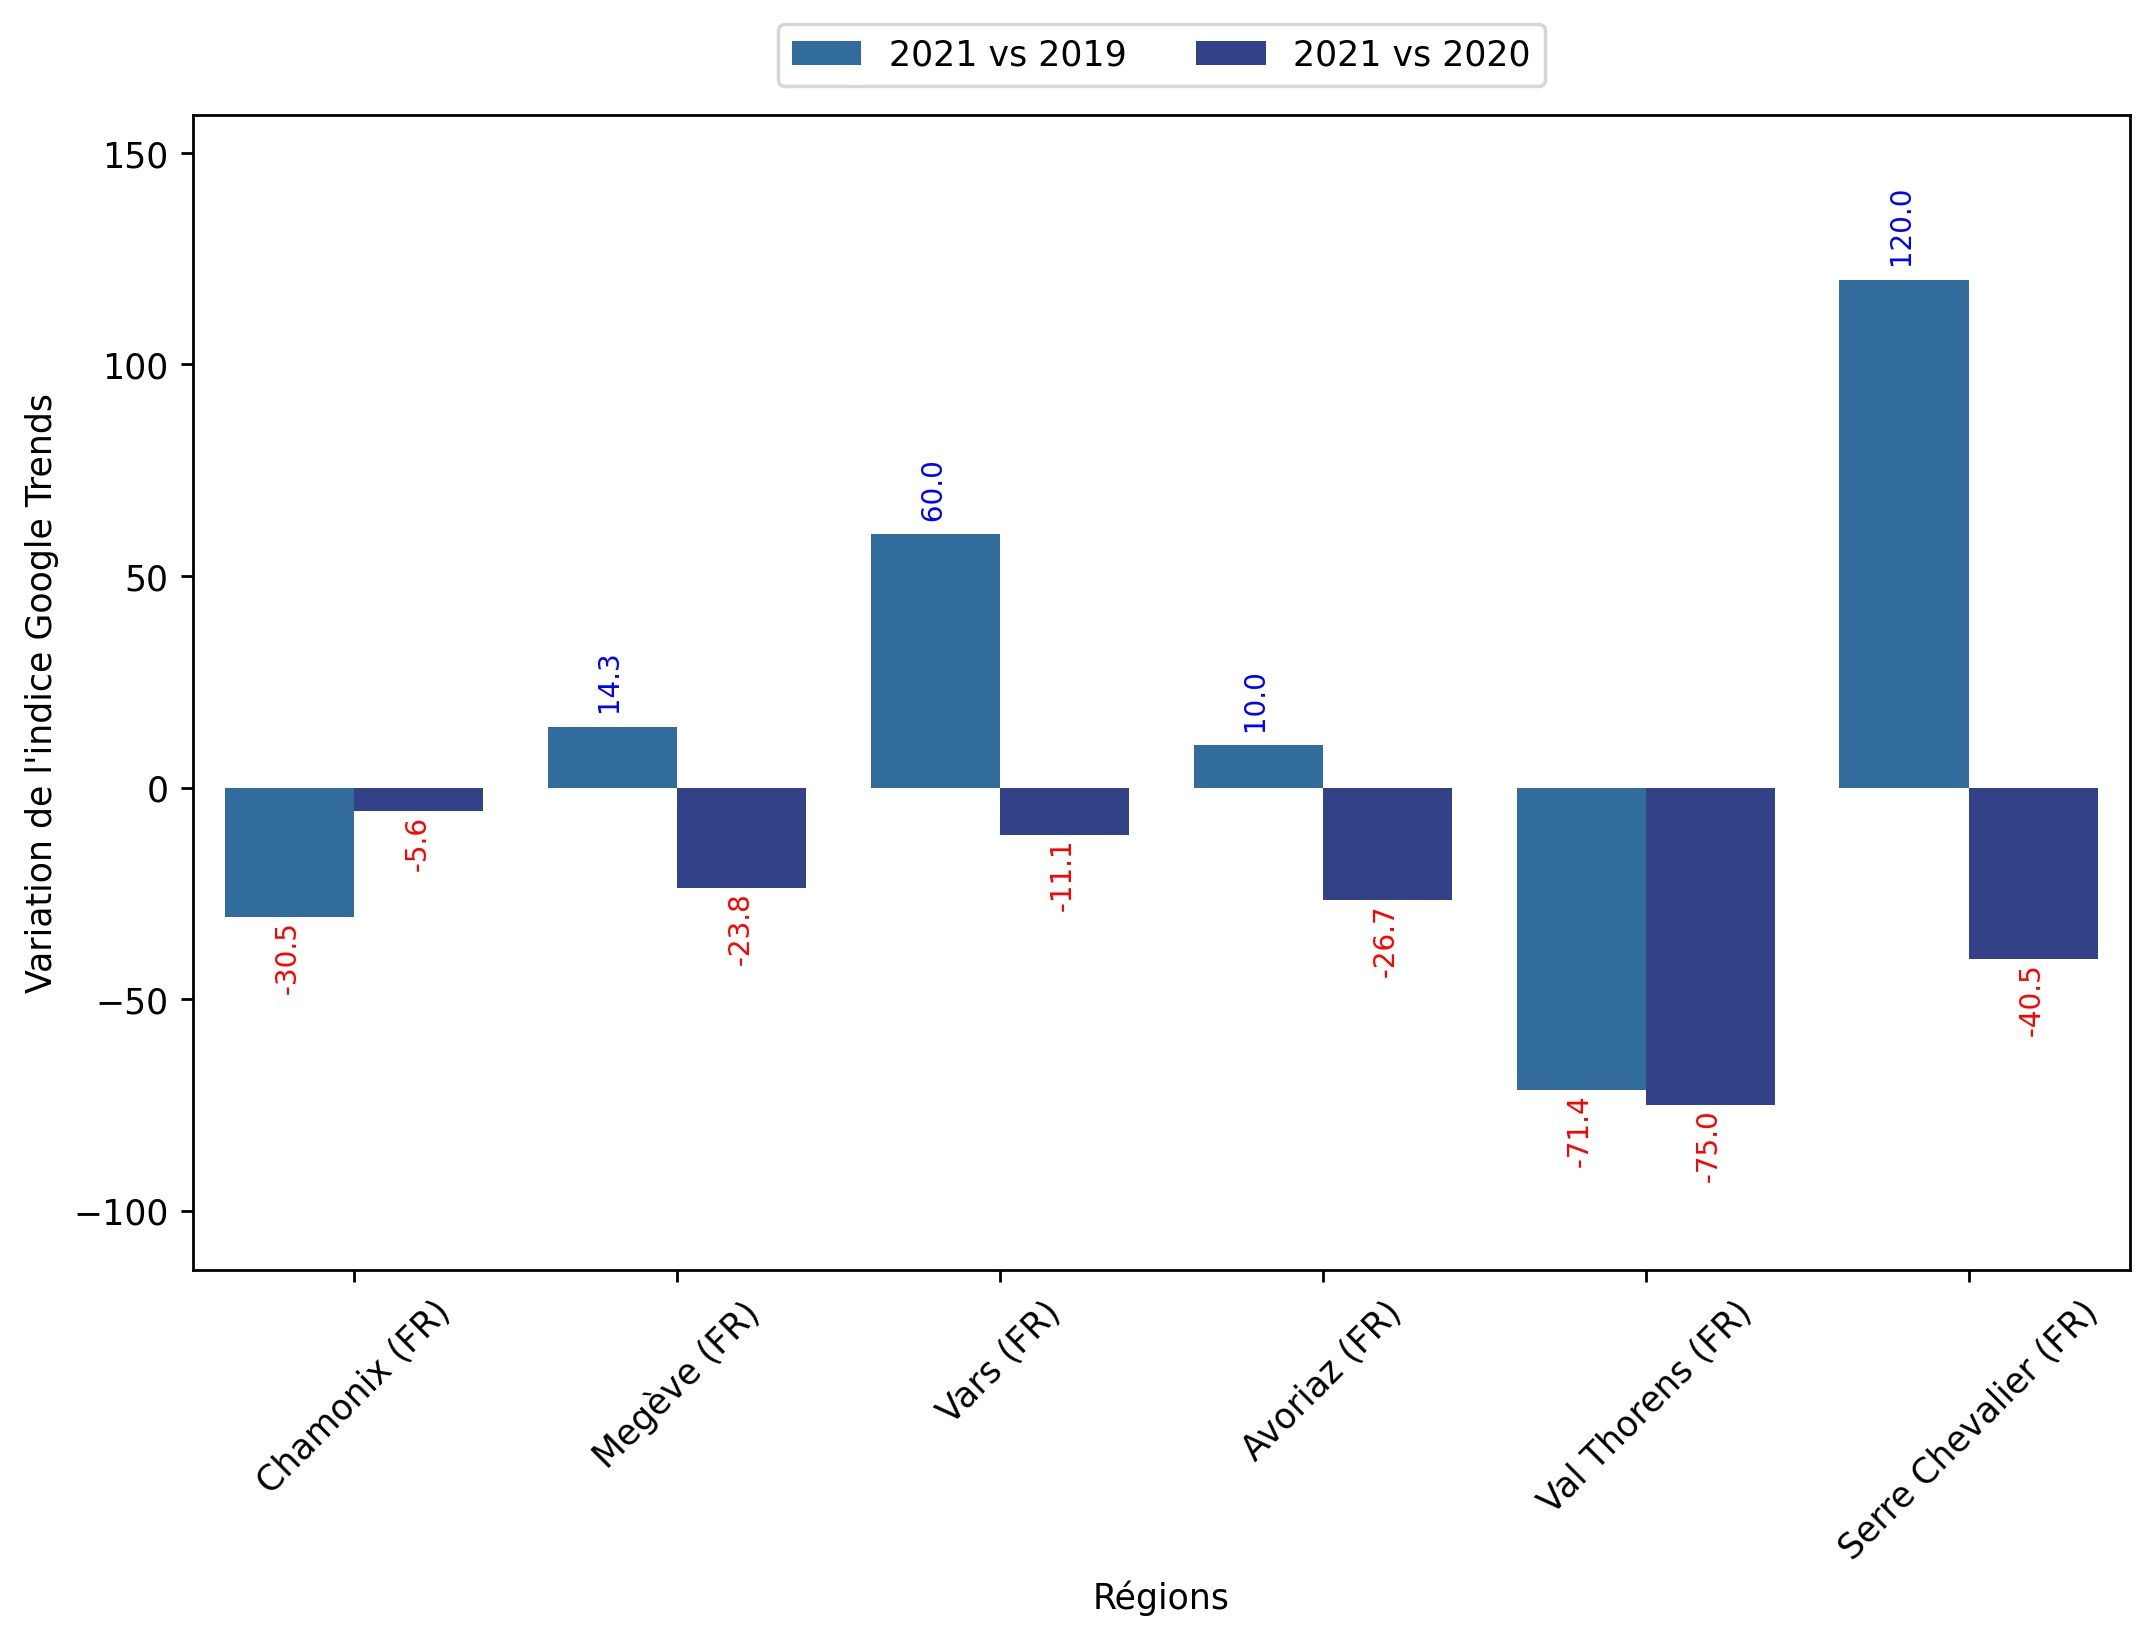 2021 vs 2019
2021 vs 2020
Variation de l'indice Google Trends
150
100
50
0
−50
−100
-30.5
-5.6
14.3
-23.8
60.0
-11.1
10.0
-26.7
-71.4
-75.0
120.0
-40.5
Chamonix (FR)
Megève (FR)
Vars (FR)
Avoriaz (FR)
Val Thorens (FR)
Serre Chevalier (FR)
Régions